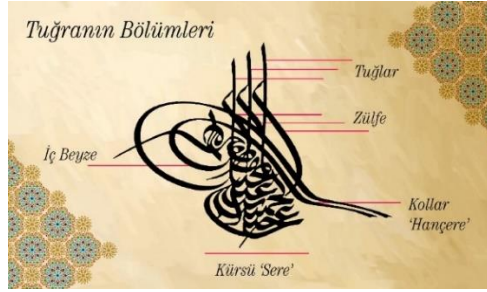 Tuğranın Bölümleri
Tuğlar
Zülfe
İç Beyze
Kollar
'Hançere'
Kürsü 'Sere'